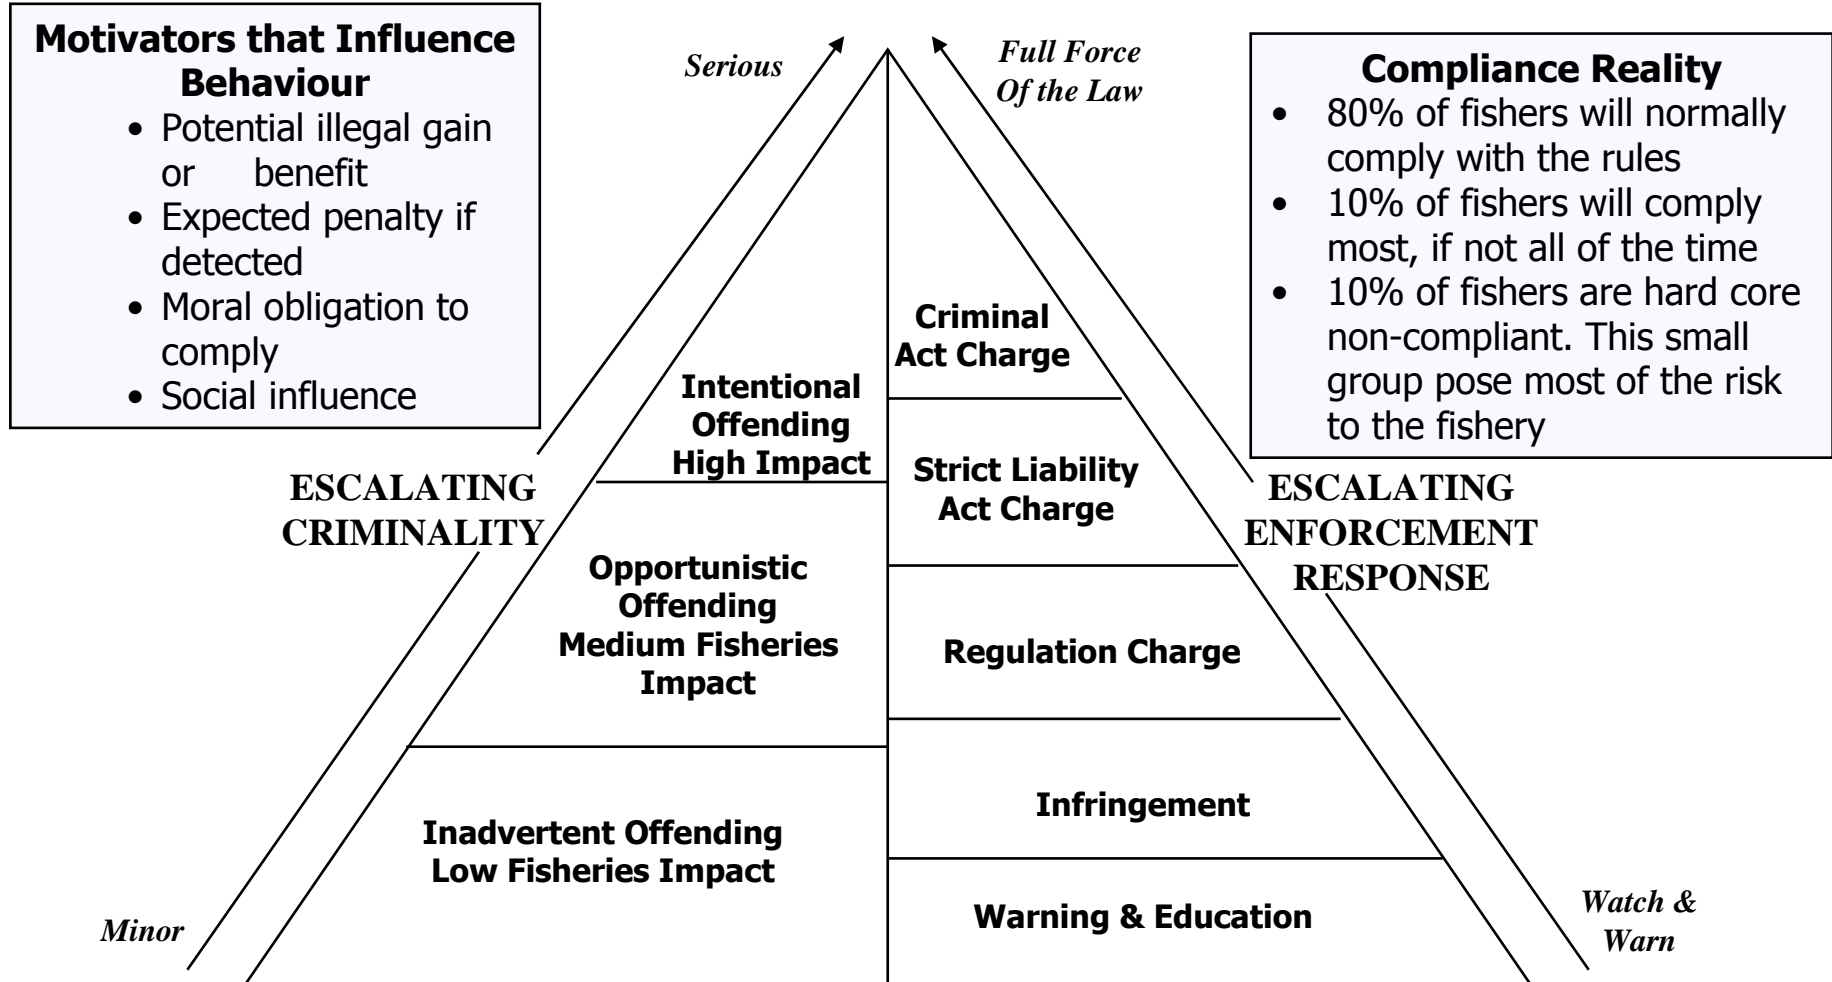 Motivators that Influence
Behaviour
• Potential illegal gain
or benefit
• Expected penalty if
detected
• Moral obligation to
comply
• Social influence
Serious
Full Force
Of the Law
Compliance Reality
• 80% of fishers will normally
comply with the rules
• 10% of fishers will comply
most, if not all of the time
• 10% of fishers are hard core
non-compliant. This small
group pose most of the risk
to the fishery
ESCALATING
CRIMINALITY
Intentional
Offending
High Impact
Opportunistic
Offending
Medium Fisheries
Impact
Inadvertent Offending
Low Fisheries Impact
Minor
Criminal
Act Charge
Strict Liability
Act Charge
Regulation Charge
Infringement
Warning & Education
ESCALATING
ENFORCEMENT
RESPONSE
Watch &
Warn